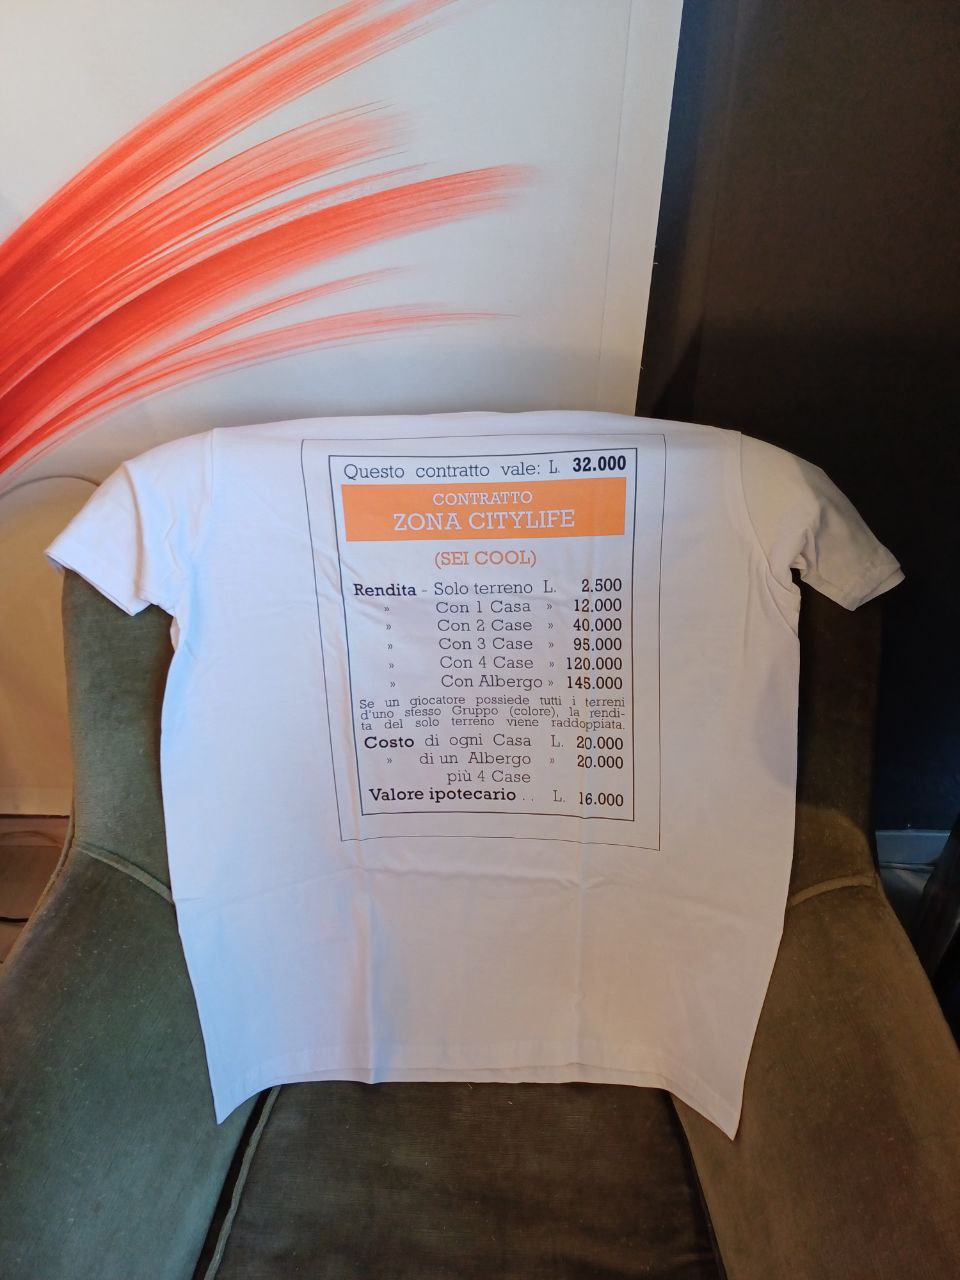 Questo contratto vale: L. 32.000
CONTRATTO
ZONA CITYLIFE
(SEI COOL)
Rendita - Solo terreno L. 2.500
» Con 1 Casa » 12.000
» Con 2 Case » 40.000
» Con 3 Case » 95.000
» Con 4 Case » 120.000
» Con Albergo » 145.000
Se un giocatore possiede tutti i terreni
d'uno stesso Gruppo (colore), la rendi-
ta del solo terreno viene raddoppiata.
Costo di ogni Casa L. 20.000
» di un Albergo » 20.000
più 4 Case
Valore ipotecario . . L. 16.000